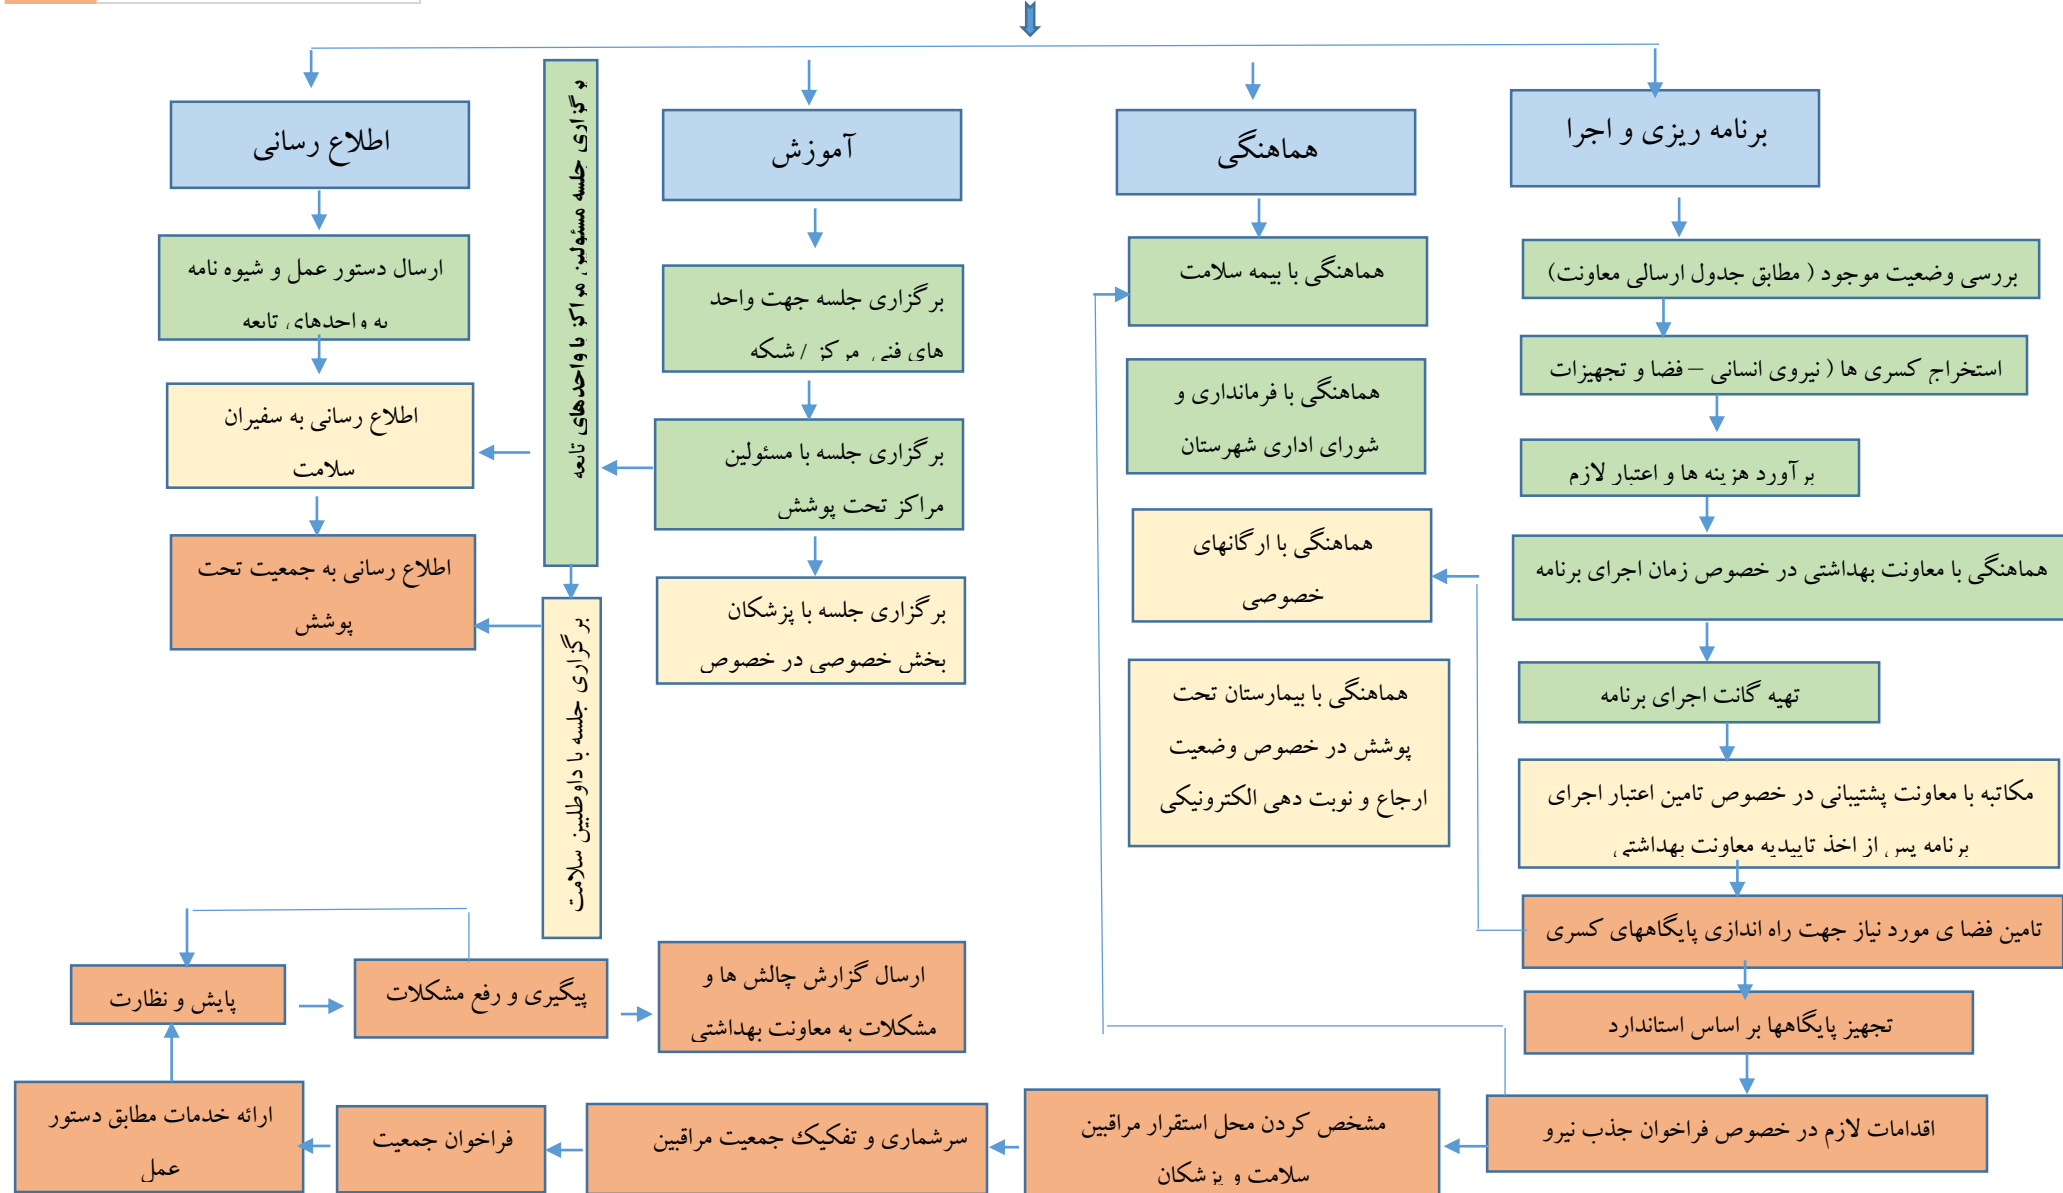 برنامه ریزی و اجرا
بررسی وضعیت موجود ( مطابق جدول ارسالی معاونت)
استخراج کسری ها ( نیروی انسانی – فضا و تجهیزات
برآورد هزینه ها و اعتبار لازم
هماهنگی با معاونت بهداشتی در خصوص زمان اجرای برنامه
تهیه گانت اجرای برنامه
مکاتبه با معاونت پشتیبانی در خصوص تامین اعتبار اجرای
برنامه پس از اخذ تاییدیه معاونت بهداشتی
تامین فضا ی مورد نیاز جهت راه اندازی پایگاههای کسری
تجهیز پایگاهها بر اساس استاندارد
اقدامات لازم در خصوص فراخوان جذب نیرو
هماهنگی
هماهنگی با بیمه سلامت
هماهنگی با فرمانداری و
شورای اداری شهرستان
هماهنگی با ارگانهای
خصوصی
هماهنگی با بیمارستان تحت
پوشش در خصوص وضعیت
ارجاع و نوبت دهی الکترونیکی
آموزش
برگزاری جلسه جهت واحد
های فنی مرکز / شبکه
برگزاری جلسه با مسئولین
مراکز تحت پوشش
برگزاری جلسه با پزشکان
بخش خصوصی در خصوص
برگزاری جلسه مسئولین مراکز با واحدهای تابعه
برگزاری جلسه با داوطلبین سلامت
اطلاع رسانی
ارسال دستور عمل و شیوه نامه
به واحدهای تابعه
اطلاع رسانی به سفیران
سلامت
اطلاع رسانی به جمعیت تحت
پوشش
مشخص کردن محل استقرار مراقبین
سلامت و پزشکان
سرشماری و تفکیک جمعیت مراقبین
فراخوان جمعیت
ارائه خدمات مطابق دستور
عمل
پایش و نظارت
پیگیری و رفع مشکلات
ارسال گزارش چالش ها و
مشکلات به معاونت بهداشتی